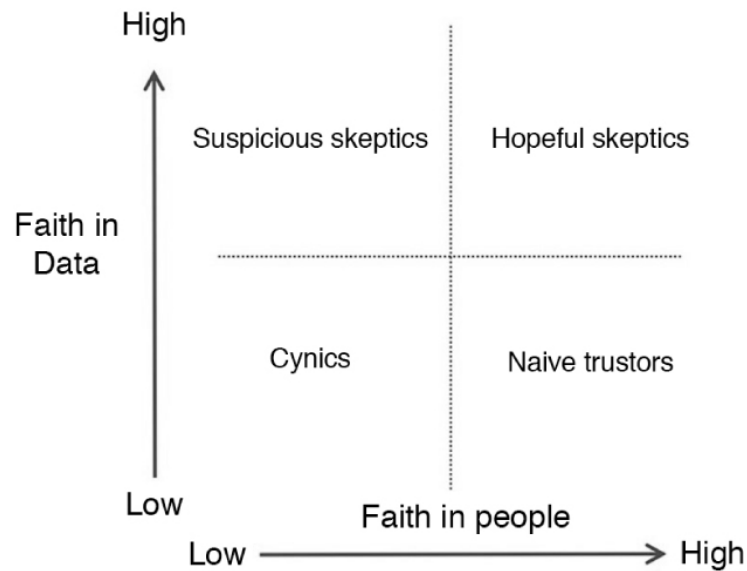 High
Suspicious skeptics
Hopeful skeptics
Faith in
Data
Cynics
Naive trustors
Low
Faith in people
Low
High